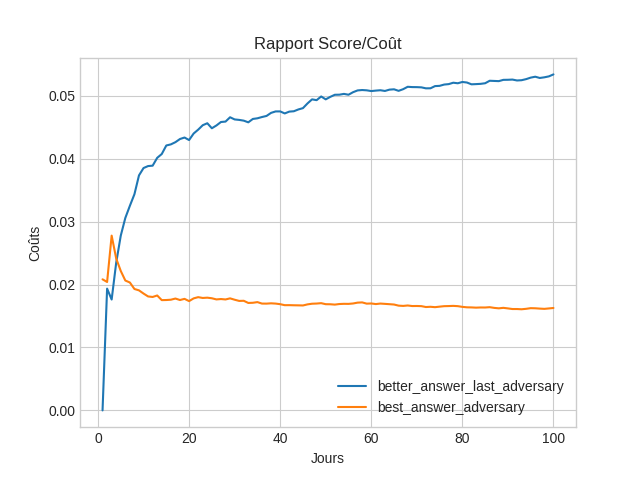 Rapport Score/Coût
Coûts
0.05
0.04
0.03
0.02
0.01
0.00
better_answer_last_adversary
best_answer_adversary
0 20 40 60 80 100
Jours